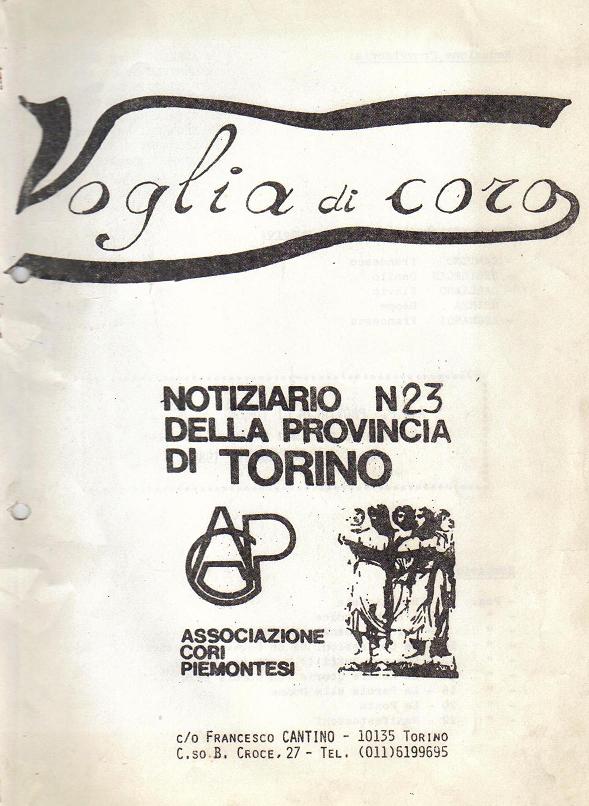 Voglia di coro
NOTIZIARIO N 23
DELLA PROVINCIA
DI TORINO
ACP
ASSOCIAZIONE
CORI
PIEMONTESI
c/o FRANCESCO CANTINO - 10135 TORINO
C.SO B. CROCE, 27 - TEL. (011)6199695